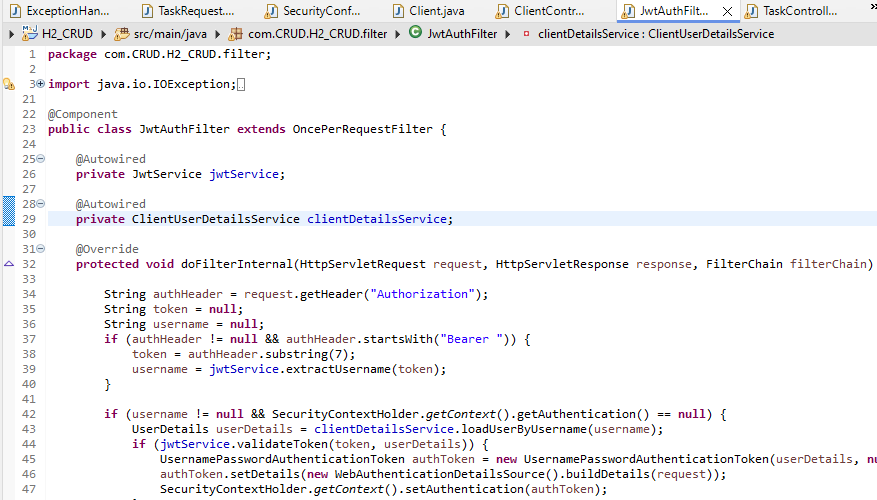 ExceptionHan... TaskRequest.... SecurityConf... Client.java ClientContr... JwtAuthFilt... TaskControll...
H2_CRUD src/main/java com.CRUD.H2_CRUD.filter JwtAuthFilter clientDetailsService : ClientUserDetailsService
1 package com.CRUD.H2_CRUD.filter;
2
3 import java.io.IOException;
21
22 @Component
23 public class JwtAuthFilter extends OncePerRequestFilter {
24
25 @Autowired
26 private JwtService jwtService;
27
28 @Autowired
29 private ClientUserDetailsService clientDetailsService;
30
31 @Override
32 protected void doFilterInternal(HttpServletRequest request, HttpServletResponse response, FilterChain filterChain)
33
34 String authHeader = request.getHeader("Authorization");
35 String token = null;
36 String username = null;
37 if (authHeader != null && authHeader.startsWith("Bearer ")) {
38 token = authHeader.substring(7);
39 username = jwtService.extractUsername(token);
40 }
41
42 if (username != null && SecurityContextHolder.getContext().getAuthentication() == null) {
43 UserDetails userDetails = clientDetailsService.loadUserByUsername(username);
44 if (jwtService.validateToken(token, userDetails)) {
45 UsernamePasswordAuthenticationToken authToken = new UsernamePasswordAuthenticationToken(userDetails, nu
46 authToken.setDetails(new WebAuthenticationDetailsSource().buildDetails(request));
47 SecurityContextHolder.getContext().setAuthentication(authToken);